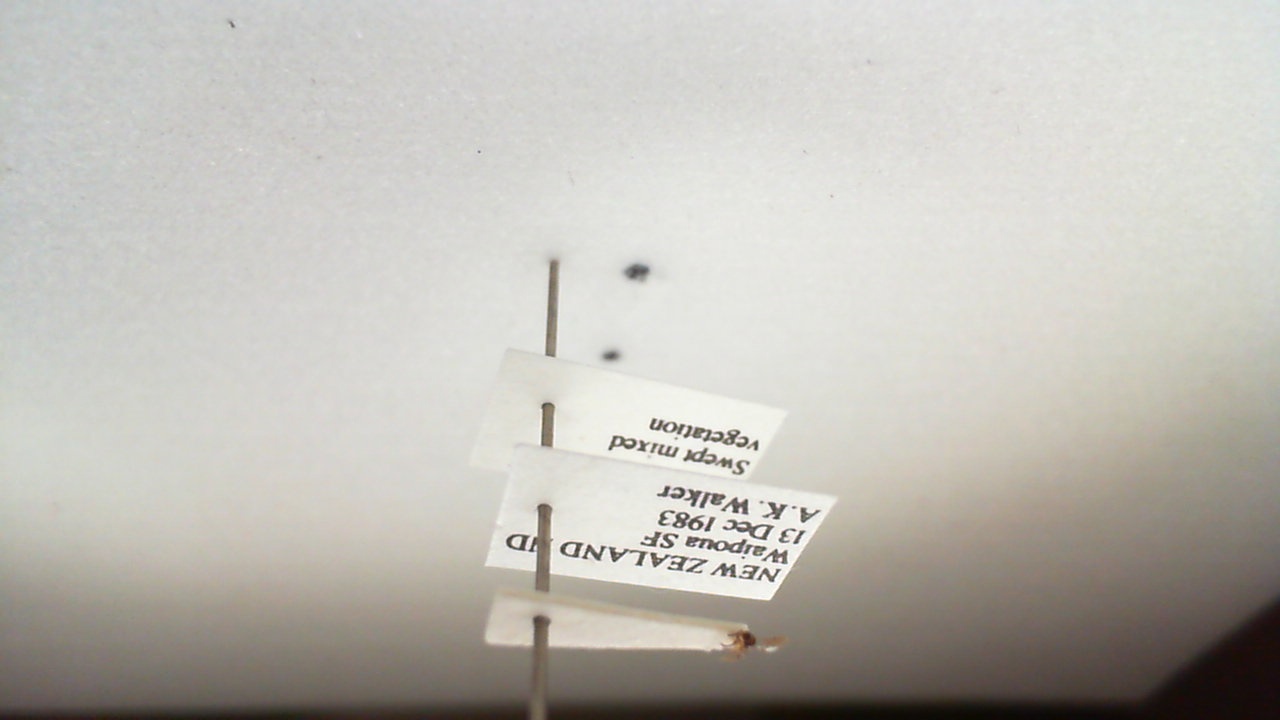 NEW ZEALAND ND
Waipoua SF
13 Dec 1983
A.K. Walker
Swept mixed
vegetation